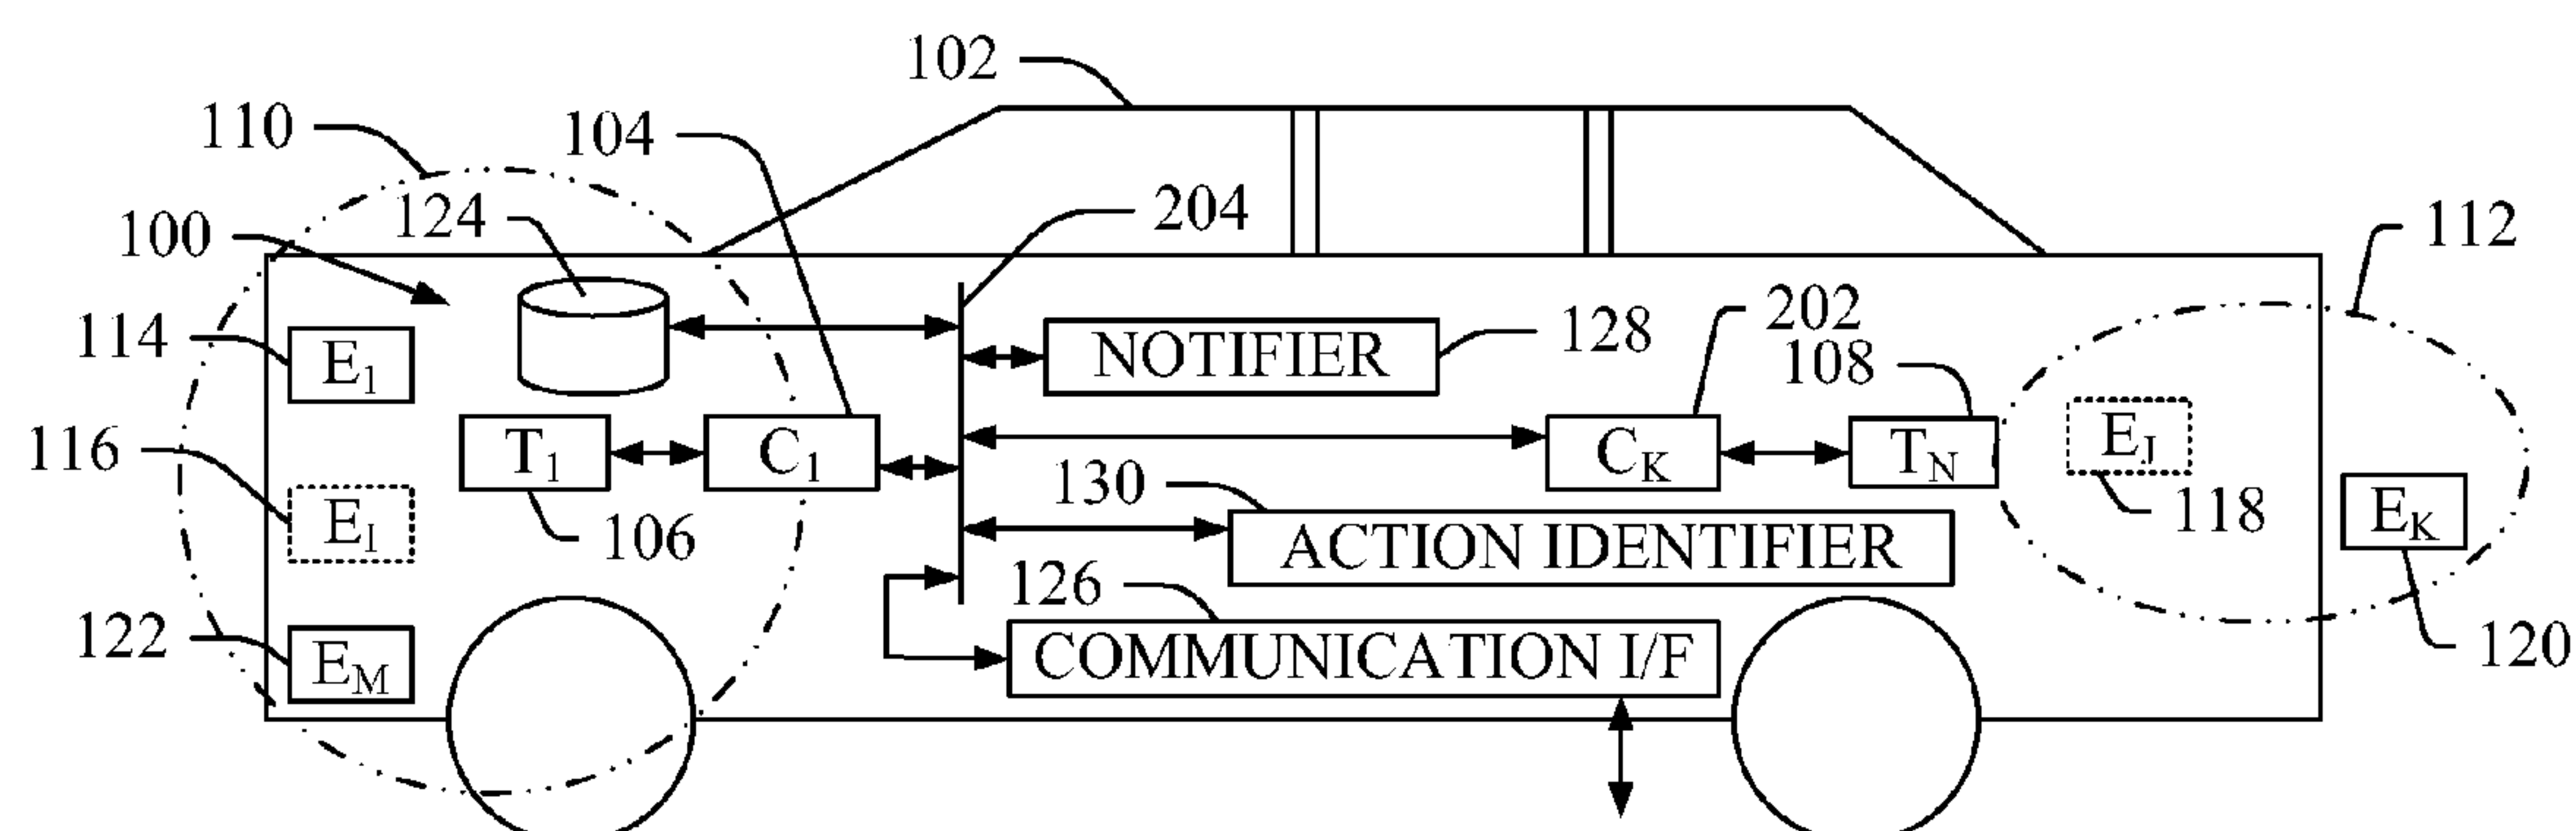 102
110
104
124
204
100
112
114
E1
NOTIFIER
128
202
108
116
T1
C1
CK
TN
EJ
EI
106
130
118
EK
ACTION IDENTIFIER
126
122
EM
COMMUNICATION I/F
120